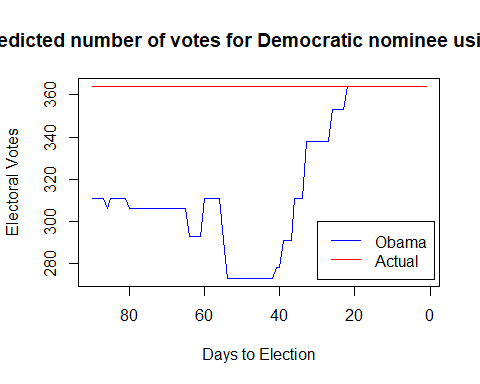 edicted number of votes for Democratic nominee usi
360
340
320
300
280
Electoral Votes
Obama
Actual
80
60
40
20
0
Days to Election